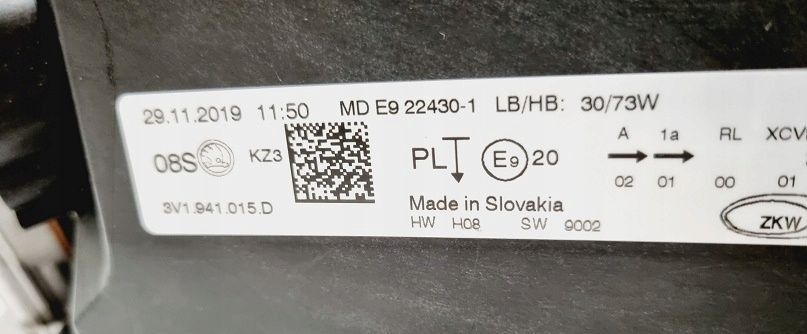 29.11.2019 11:50 MD E9 22430-1 LB/HB: 30/73W
08S KZ3 PL E9 20 A 1a RL XCV
02 01 00 01
3V1.941.015.D Made in Slovakia ZKW
HW H08 SW 9002